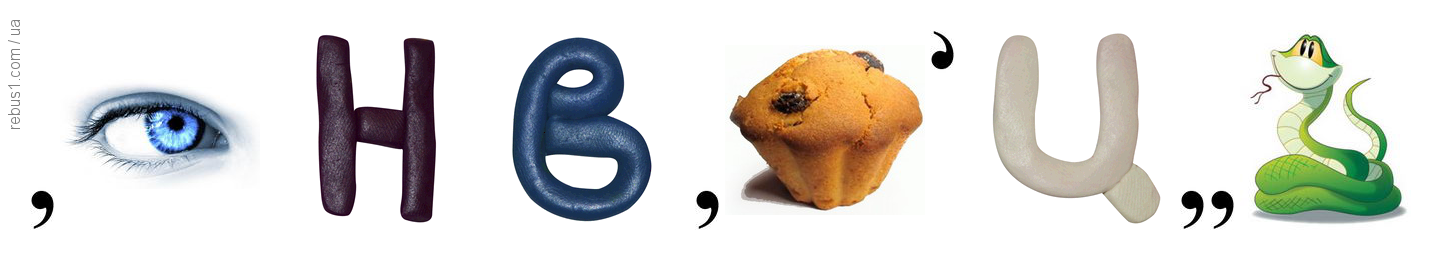 rebus1.com / ua
, Н В , ’ Ц ,,